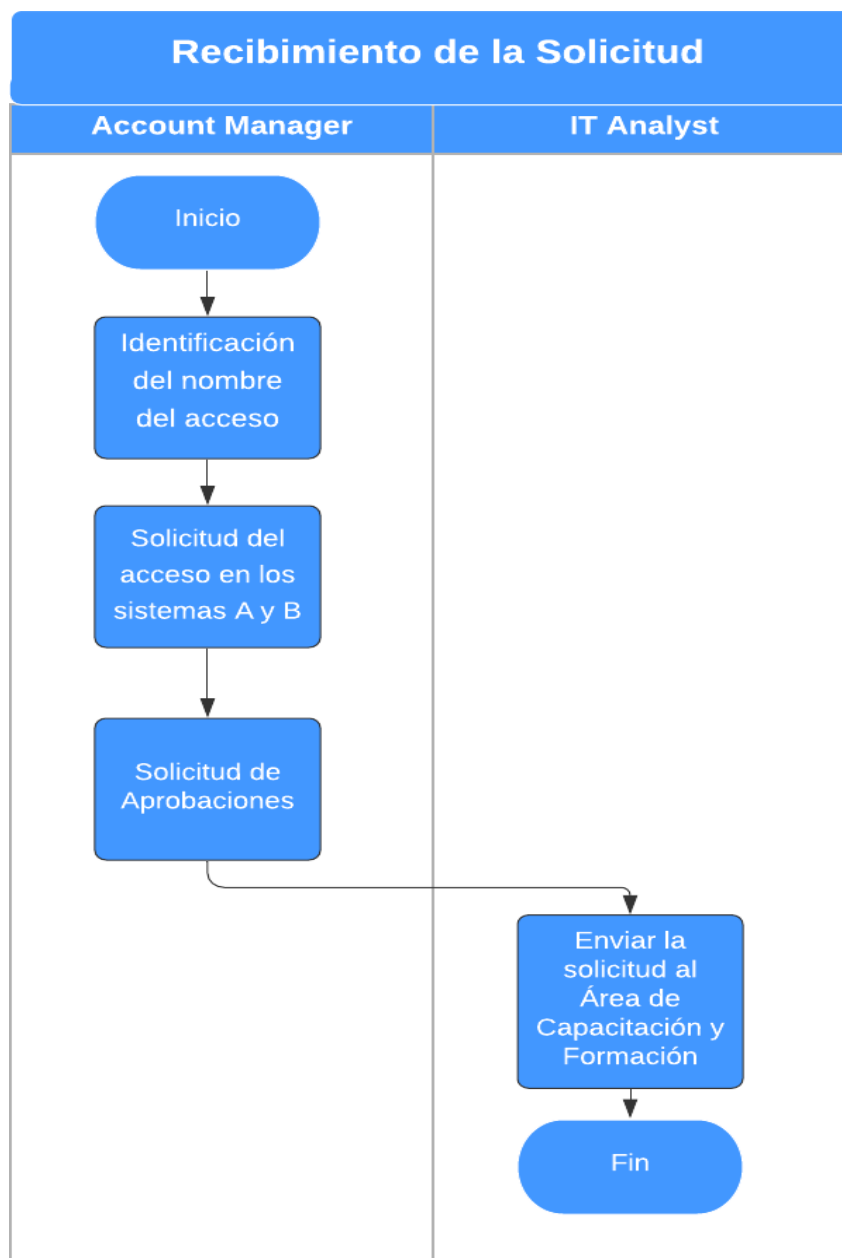 Recibimiento de la Solicitud
Account Manager
IT Analyst
Inicio
Identificación
del nombre
del acceso
Solicitud del
acceso en los
sistemas A y B
Solicitud de
Aprobaciones
Enviar la
solicitud al
Área de
Capacitación y
Formación
Fin